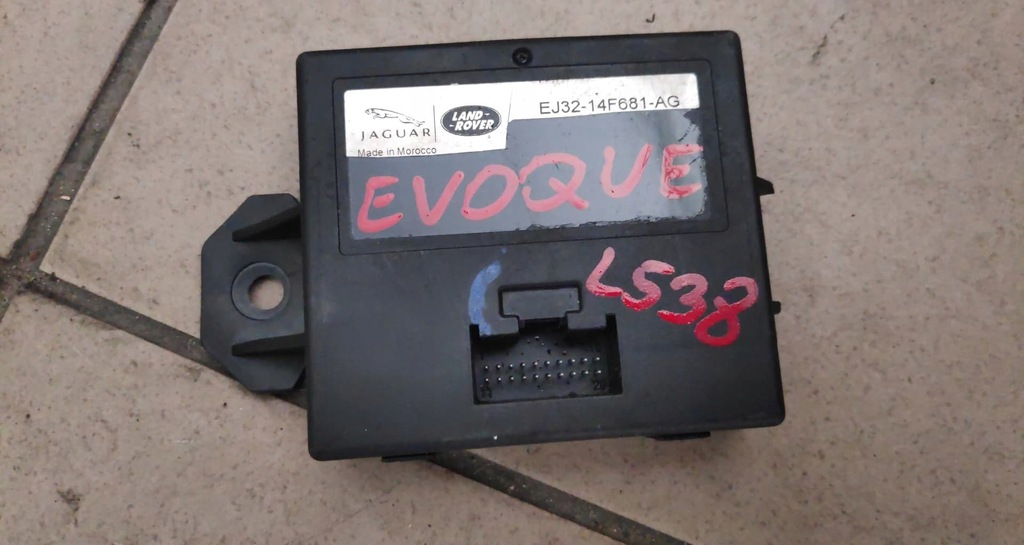 JAGUAR
LAND-
-ROVER
EJ32-14F681-AG
Made in Morocco
EVOQUE
LS38